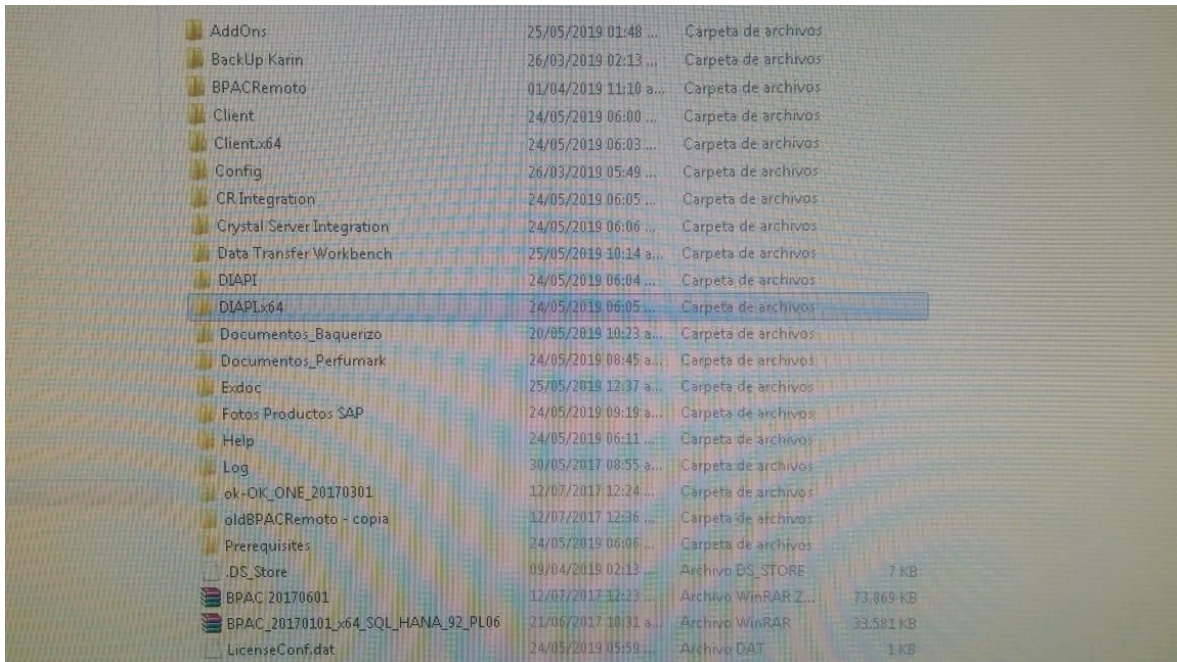 AddOns 25/05/2019 01:48 ... Carpeta de archivos
BackUp Karin 26/03/2019 02:13 ... Carpeta de archivos
BPACRemoto 01/04/2019 11:10 a... Carpeta de archivos
Client 24/05/2019 06:00 ... Carpeta de archivos
Client.x64 24/05/2019 06:03 ... Carpeta de archivos
Config 26/03/2019 05:49 ... Carpeta de archivos
CR Integration 24/05/2019 06:05 ... Carpeta de archivos
Crystal Server Integration 24/05/2019 06:06 ... Carpeta de archivos
Data Transfer Workbench 25/05/2019 10:14 a... Carpeta de archivos
DIAPI 24/05/2019 06:04 ... Carpeta de archivos
DIAPI.x64 24/05/2019 06:05 ... Carpeta de archivos
Documentos_Baquerizo 20/05/2019 10:23 a... Carpeta de archivos
Documentos_Perfumark 24/05/2019 08:45 a... Carpeta de archivos
Exdoc 25/05/2019 12:37 a... Carpeta de archivos
Fotos Productos SAP 24/05/2019 09:19 a... Carpeta de archivos
Help 24/05/2019 06:11 ... Carpeta de archivos
Log 30/05/2017 08:55 a... Carpeta de archivos
ok-OK_ONE_20170301 12/07/2017 12:24 ... Carpeta de archivos
oldBPACRemoto - copia 12/07/2017 12:36 ... Carpeta de archivos
Prerequisites 24/05/2019 06:06 ... Carpeta de archivos
.DS_Store 09/04/2019 02:13 ... Archivo DS_STORE 7 KB
BPAC 20170601 12/07/2017 12:23 ... Archivo WinRAR Z... 73,869 KB
BPAC_20170101_x64_SQL_HANA_92_PL06 21/06/2017 10:31 a... Archivo WinRAR 33,581 KB
LicenseConf.dat 24/05/2019 05:59 ... Archivo DAT 1 KB